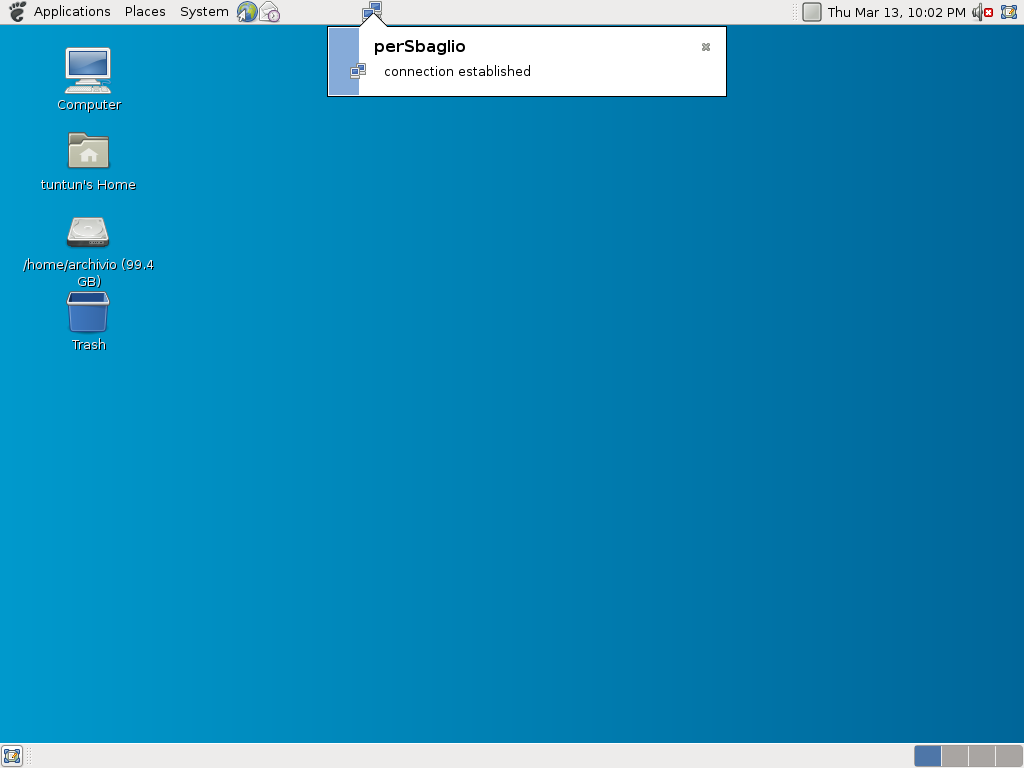 Applications Places System
Thu Mar 13, 10:02 PM
perSbaglio
connection established
Computer
tuntun's Home
/home/archivio (99.4
GB)
Trash